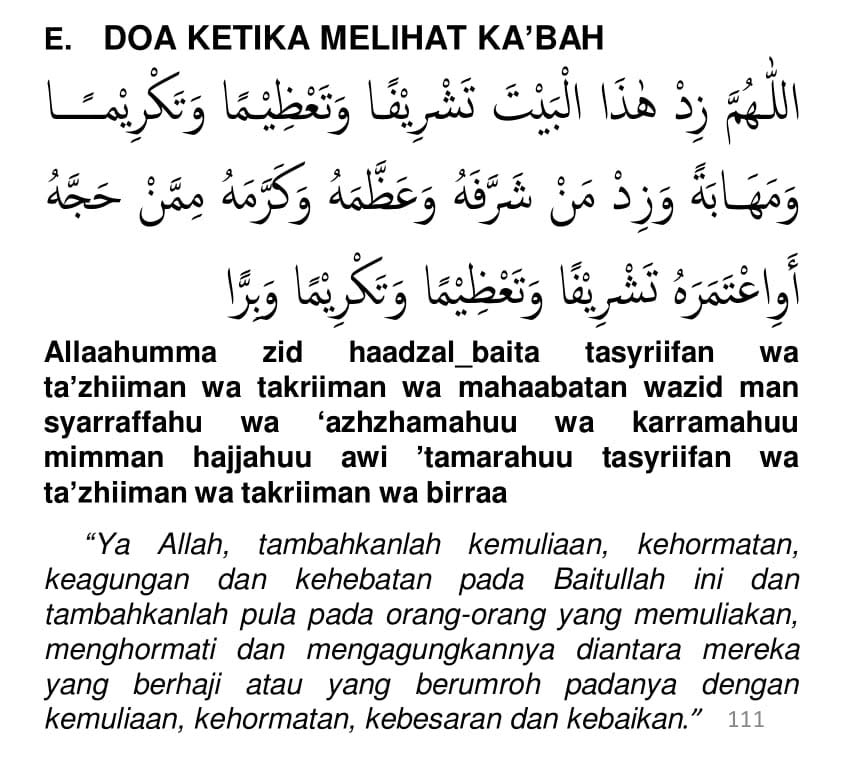 E. DOA KETIKA MELIHAT KA’BAH
اللّٰهُمَّ زِدْ هٰذَا الْبَيْتَ تَشْرِيْفًا وَتَعْظِيْمًا وَتَكْرِيْمًـــا
وَمَهَـابَةً وَزِدْ مَنْ شَرَّفَهُ وَعَظَّمَهُ وَكَرَّمَهُ مِمَّنْ حَجَّهُ
أَوِاعْتَمَرَهُ تَشْرِيْفًا وَتَعْظِيْمًا وَتَكْرِيْمًا وَبِرًّا
Allaahumma zid haadzal_baita tasyriifan wa
ta’zhiiman wa takriiman wa mahaabatan wazid man
syarraffahu wa ‘azhzhamahuu wa karramahuu
mimman hajjahuu awi ’tamarahuu tasyriifan wa
ta’zhiiman wa takriiman wa birraa
“Ya Allah, tambahkanlah kemuliaan, kehormatan,
keagungan dan kehebatan pada Baitullah ini dan
tambahkanlah pula pada orang-orang yang memuliakan,
menghormati dan mengagungkannya diantara mereka
yang berhaji atau yang berumroh padanya dengan
kemuliaan, kehormatan, kebesaran dan kebaikan.” 111